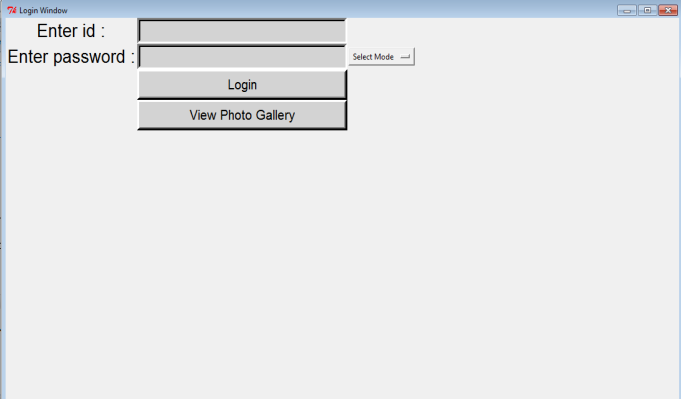 Login Window
Enter id :
Enter password :
Select Mode
Login
View Photo Gallery